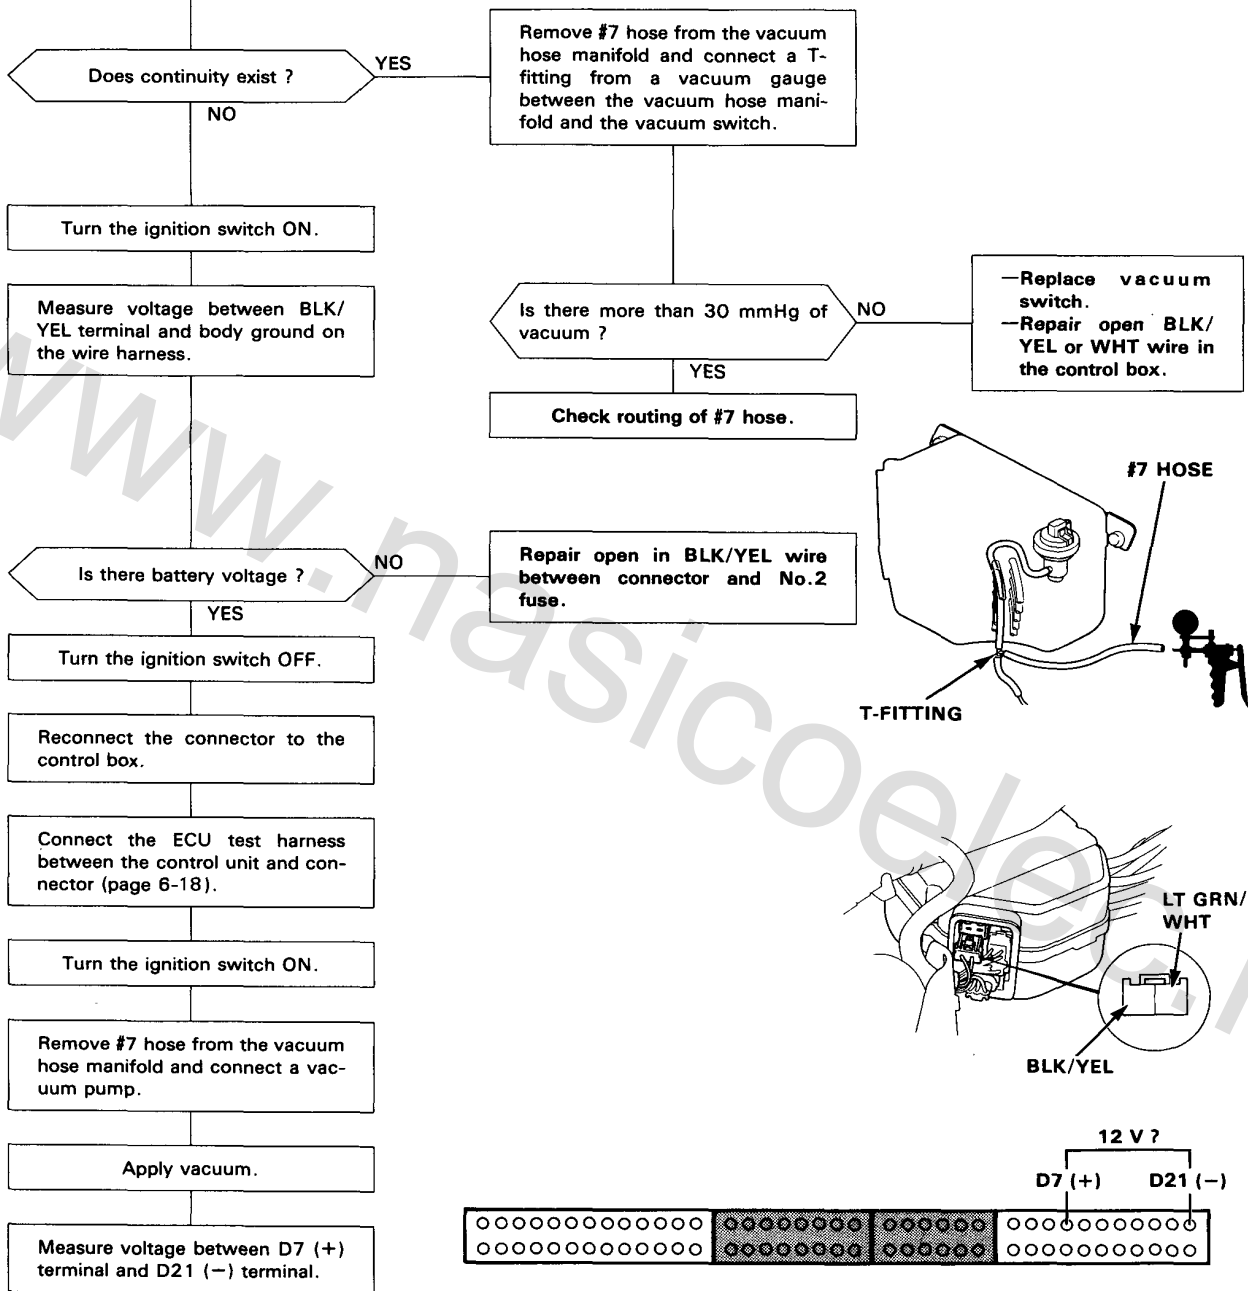 Does continuity exist ?
YES
NO
Remove #7 hose from the vacuum
hose manifold and connect a T-
fitting from a vacuum gauge
between the vacuum hose mani-
fold and the vacuum switch.
Turn the ignition switch ON.
Measure voltage between BLK/
YEL terminal and body ground on
the wire harness.
Is there more than 30 mmHg of
vacuum ?
NO
YES
—Replace vacuum
switch.
—Repair open BLK/
YEL or WHT wire in
the control box.
Check routing of #7 hose.
#7 HOSE
T-FITTING
Is there battery voltage ?
NO
YES
Repair open in BLK/YEL wire
between connector and No.2
fuse.
Turn the ignition switch OFF.
Reconnect the connector to the
control box.
Connect the ECU test harness
between the control unit and con-
nector (page 6-18).
Turn the ignition switch ON.
Remove #7 hose from the vacuum
hose manifold and connect a vac-
uum pump.
Apply vacuum.
Measure voltage between D7 (+)
terminal and D21 (−) terminal.
LT GRN/
WHT
BLK/YEL
12 V ?
D7 (+) D21 (−)
www.nasicoelec.